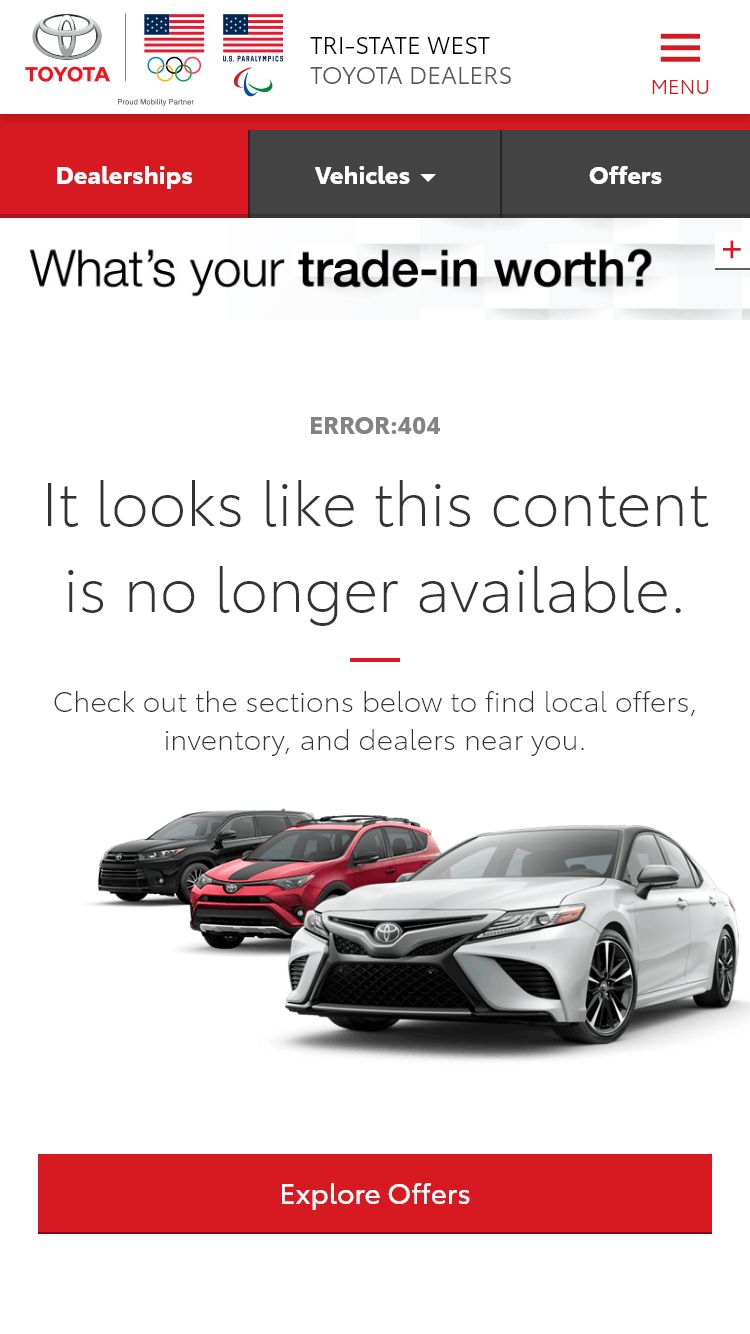 TOYOTA
U.S. PARALYMPICS
Proud Mobility Partner
TRI-STATE WEST
TOYOTA DEALERS
MENU
Dealerships
Vehicles
Offers
What's your trade-in worth?
ERROR:404
It looks like this content
is no longer available.
Check out the sections below to find local offers,
inventory, and dealers near you.
Explore Offers